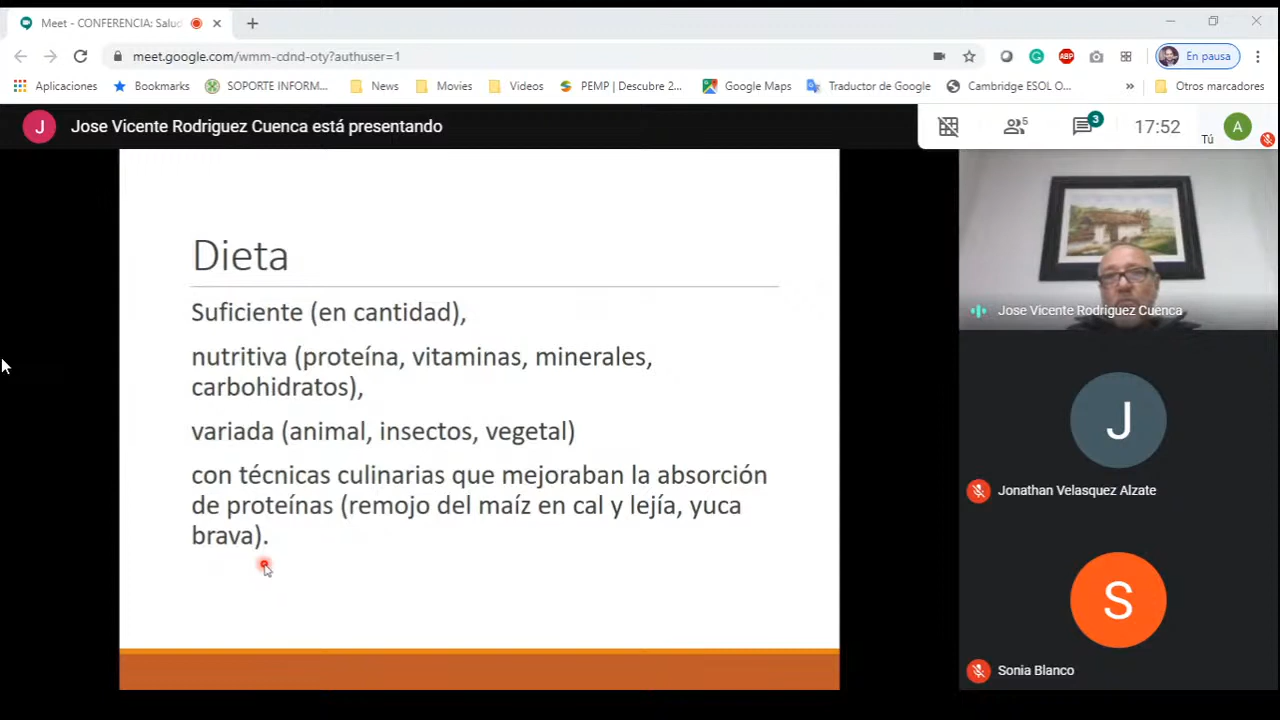 Meet - CONFERENCIA: Salud
meet.google.com/wmm-cdnd-oty?authuser=1
ABP
En pausa
Aplicaciones
Bookmarks
SOPORTE INFORM...
News
Movies
Videos
PEMP | Descubre 2...
Google Maps
Traductor de Google
Cambridge ESOL O...
»
Otros marcadores
J
Jose Vicente Rodriguez Cuenca está presentando
5
3
17:52
Tú
A
Dieta
Suficiente (en cantidad),
nutritiva (proteína, vitaminas, minerales,
carbohidratos),
variada (animal, insectos, vegetal)
con técnicas culinarias que mejoraban la absorción
de proteínas (remojo del maíz en cal y lejía, yuca
brava).
Jose Vicente Rodriguez Cuenca
J
Jonathan Velasquez Alzate
S
Sonia Blanco